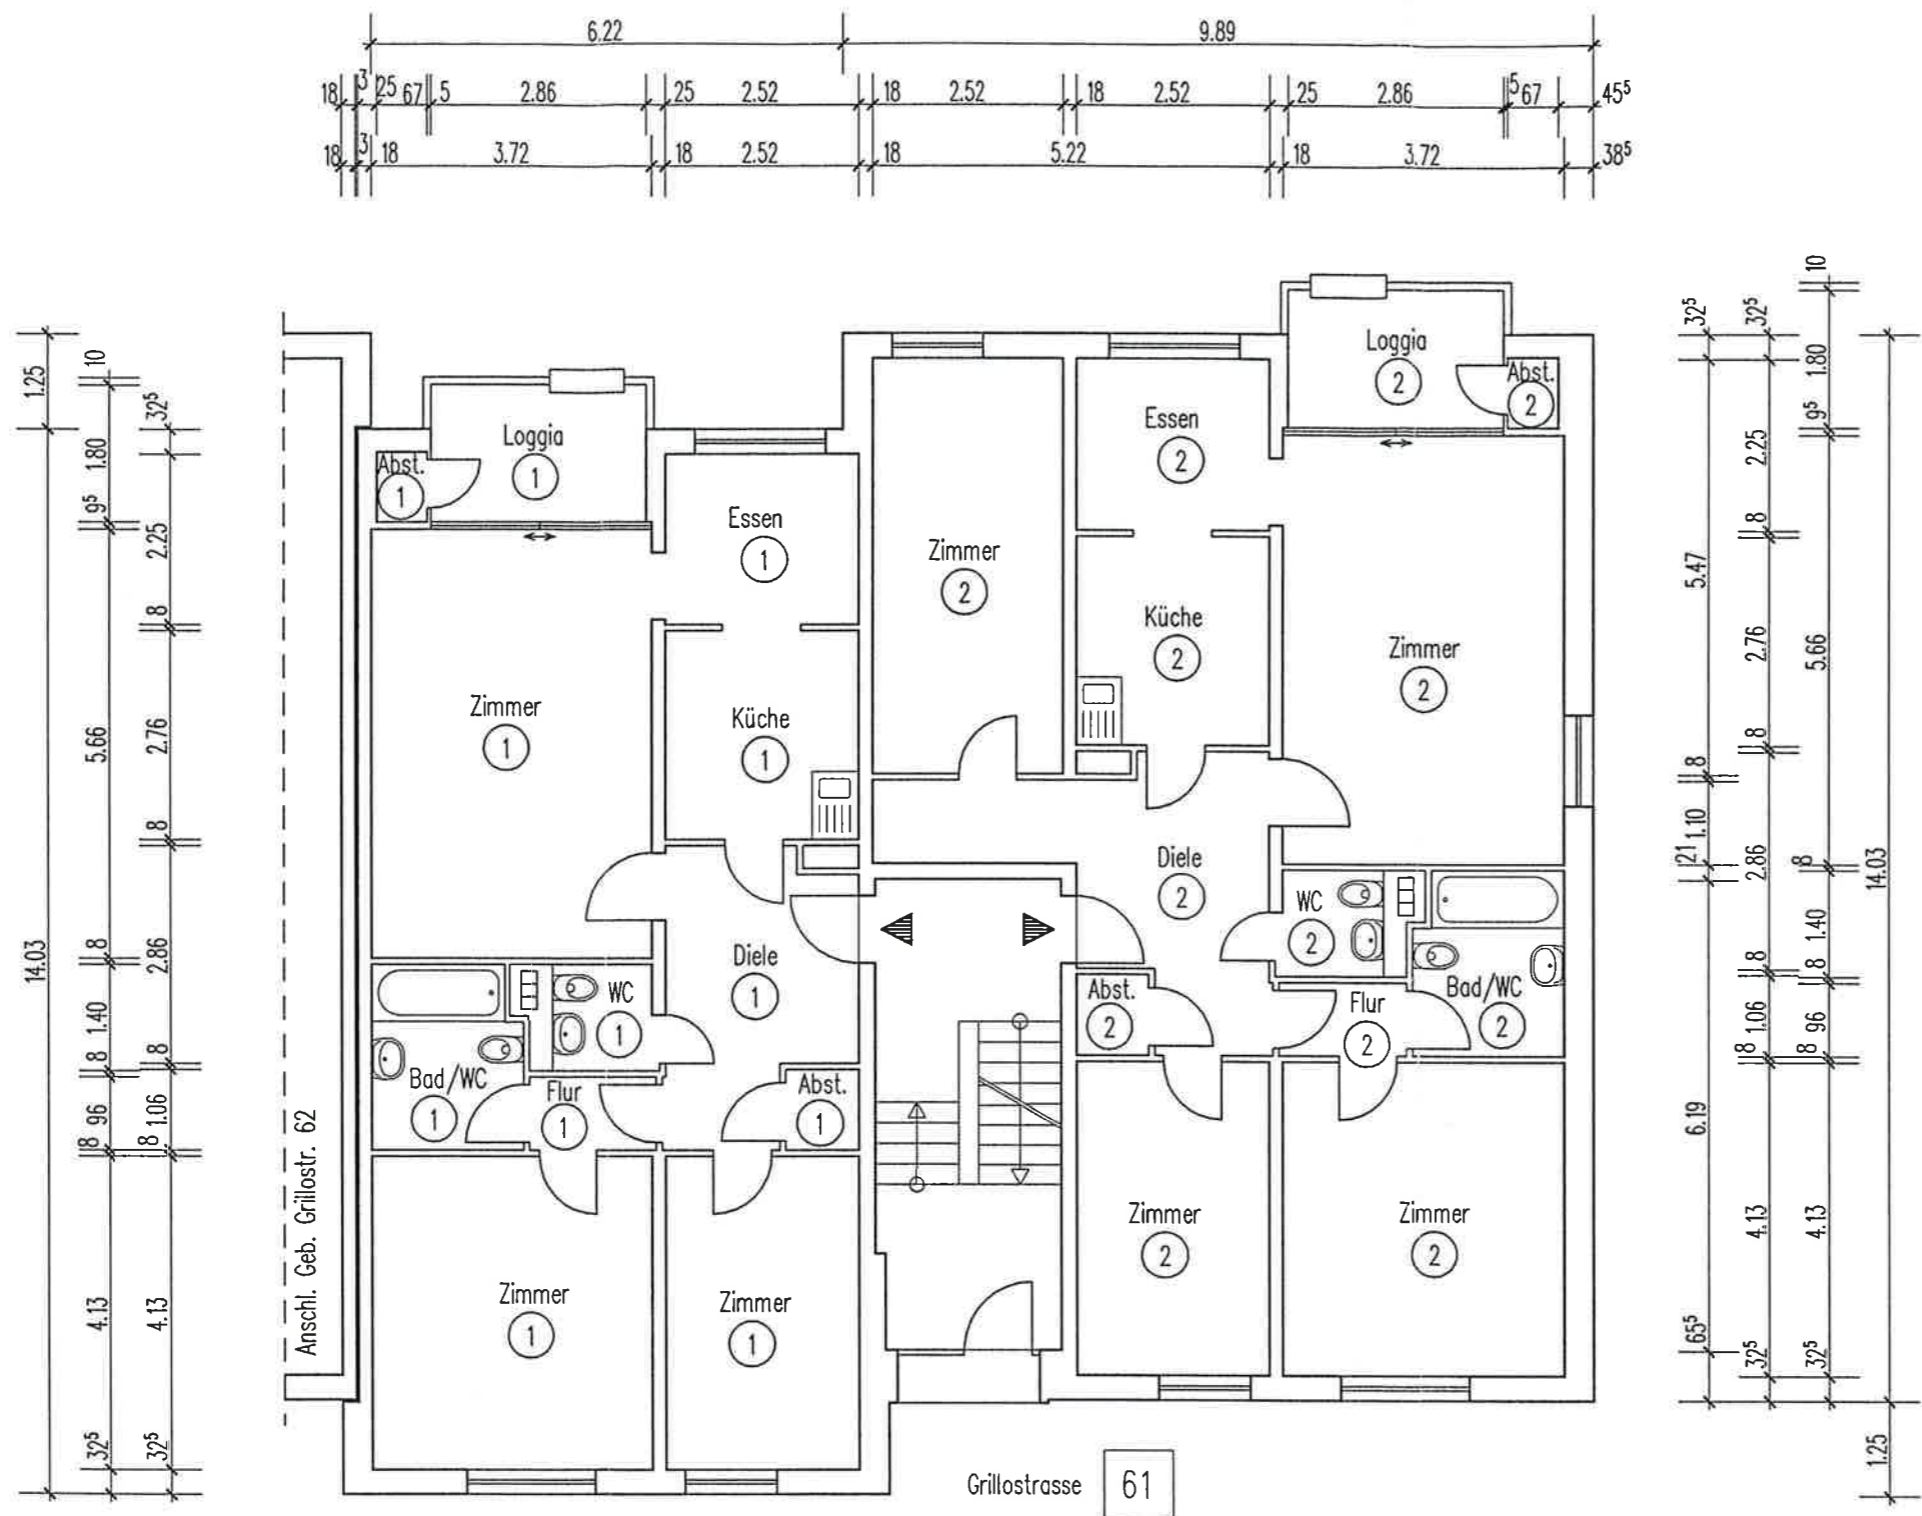 6.22 9.89
18 3 25 67 5 2.86 25 2.52 18 2.52 18 2.52 25 2.86 5 67 45⁵
18 3 18 3.72 18 2.52 18 5.22 18 3.72 38⁵
1.25
14.03
10
1.80
9⁵
5.66
8
1.40
8
96
8
4.13
32⁵
32⁵
2.25
8
2.76
8
2.86
8
1.06
8
4.13
32⁵
Anschl. Geb. Grillostr. 62
Loggia
1
Abst.
1
Essen
1
Zimmer
1
Küche
1
Diele
1
WC
1
Bad/WC
1
Flur
1
Abst.
1
Zimmer
1
Zimmer
1
Zimmer
2
Essen
2
Loggia
2
Abst.
2
Küche
2
Zimmer
2
Diele
2
WC
2
Bad/WC
2
Abst.
2
Flur
2
Zimmer
2
Zimmer
2
32⁵
5.47
8
1.10
21
6.19
65⁵
32⁵
2.25
8
2.76
8
2.86
8
1.06
8
4.13
32⁵
10
1.80
9⁵
5.66
8
1.40
8
96
8
4.13
32⁵
14.03
1.25
Grillostrasse 61